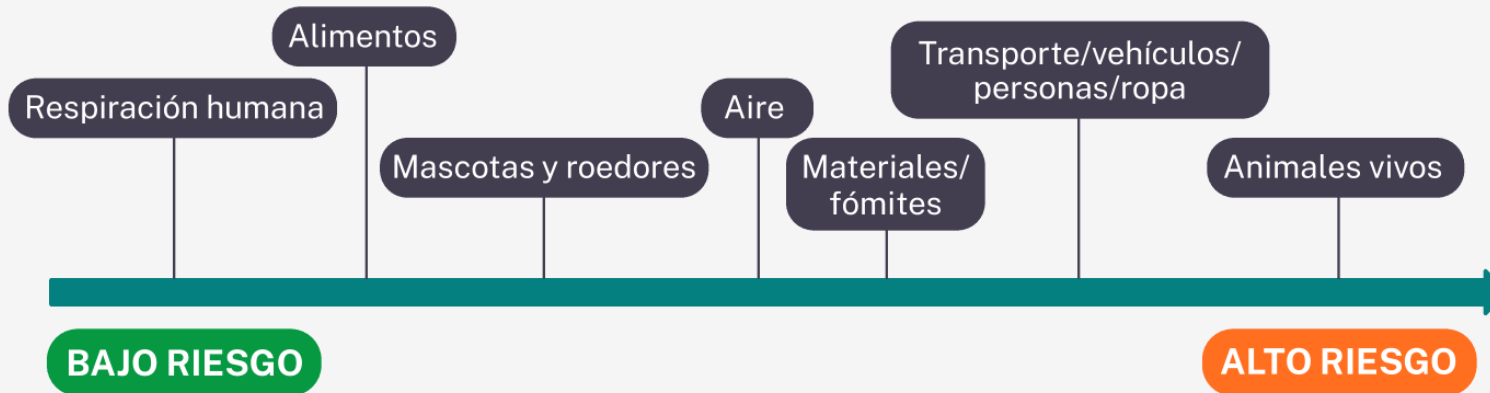 Respiración humana
Alimentos
Mascotas y roedores
Aire
Materiales/
fómites
Transporte/vehículos/
personas/ropa
Animales vivos
BAJO RIESGO
ALTO RIESGO